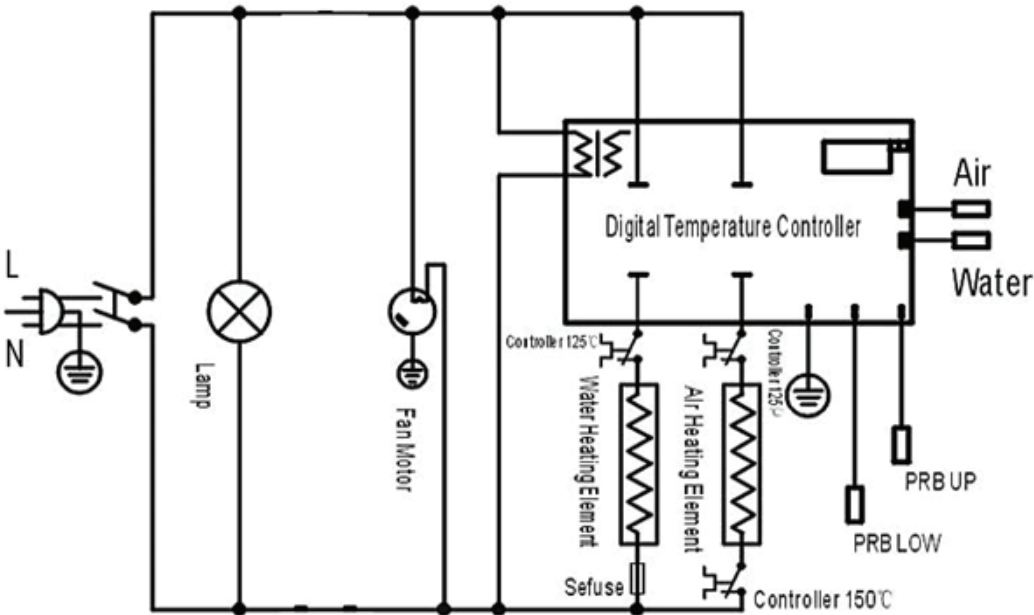 L
N
Lamp
Fan Motor
Digital Temperature Controller
Air
Water
Controller 125℃
Water Heating Element
Air Heating Element
Controller 125℃
PRB UP
PRB LOW
Sefuse
Controller 150℃